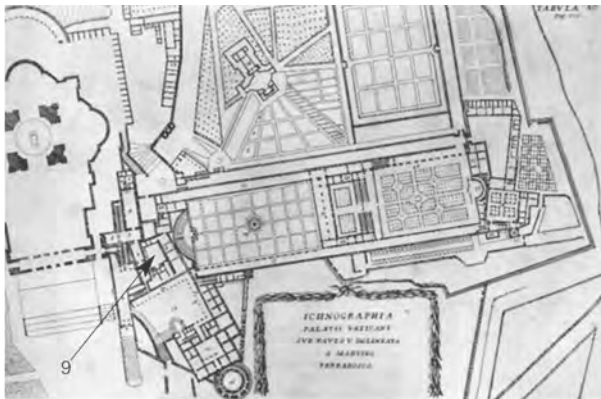 TABVLA
ICHNOGRAPHIA
PALATII VATICANI
SVB PAVLO V. DELINEATA
A MARTINO
FERRABOSCO.
9